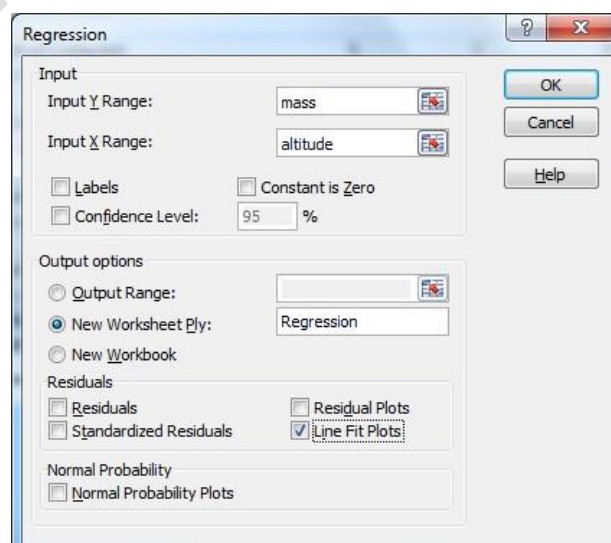 Regression
Input
Input Y Range: mass
Input X Range: altitude
Labels Constant is Zero
Confidence Level: 95 %
OK
Cancel
Help
Output options
Output Range:
New Worksheet Ply: Regression
New Workbook
Residuals
Residuals Residual Plots
Standardized Residuals Line Fit Plots
Normal Probability
Normal Probability Plots